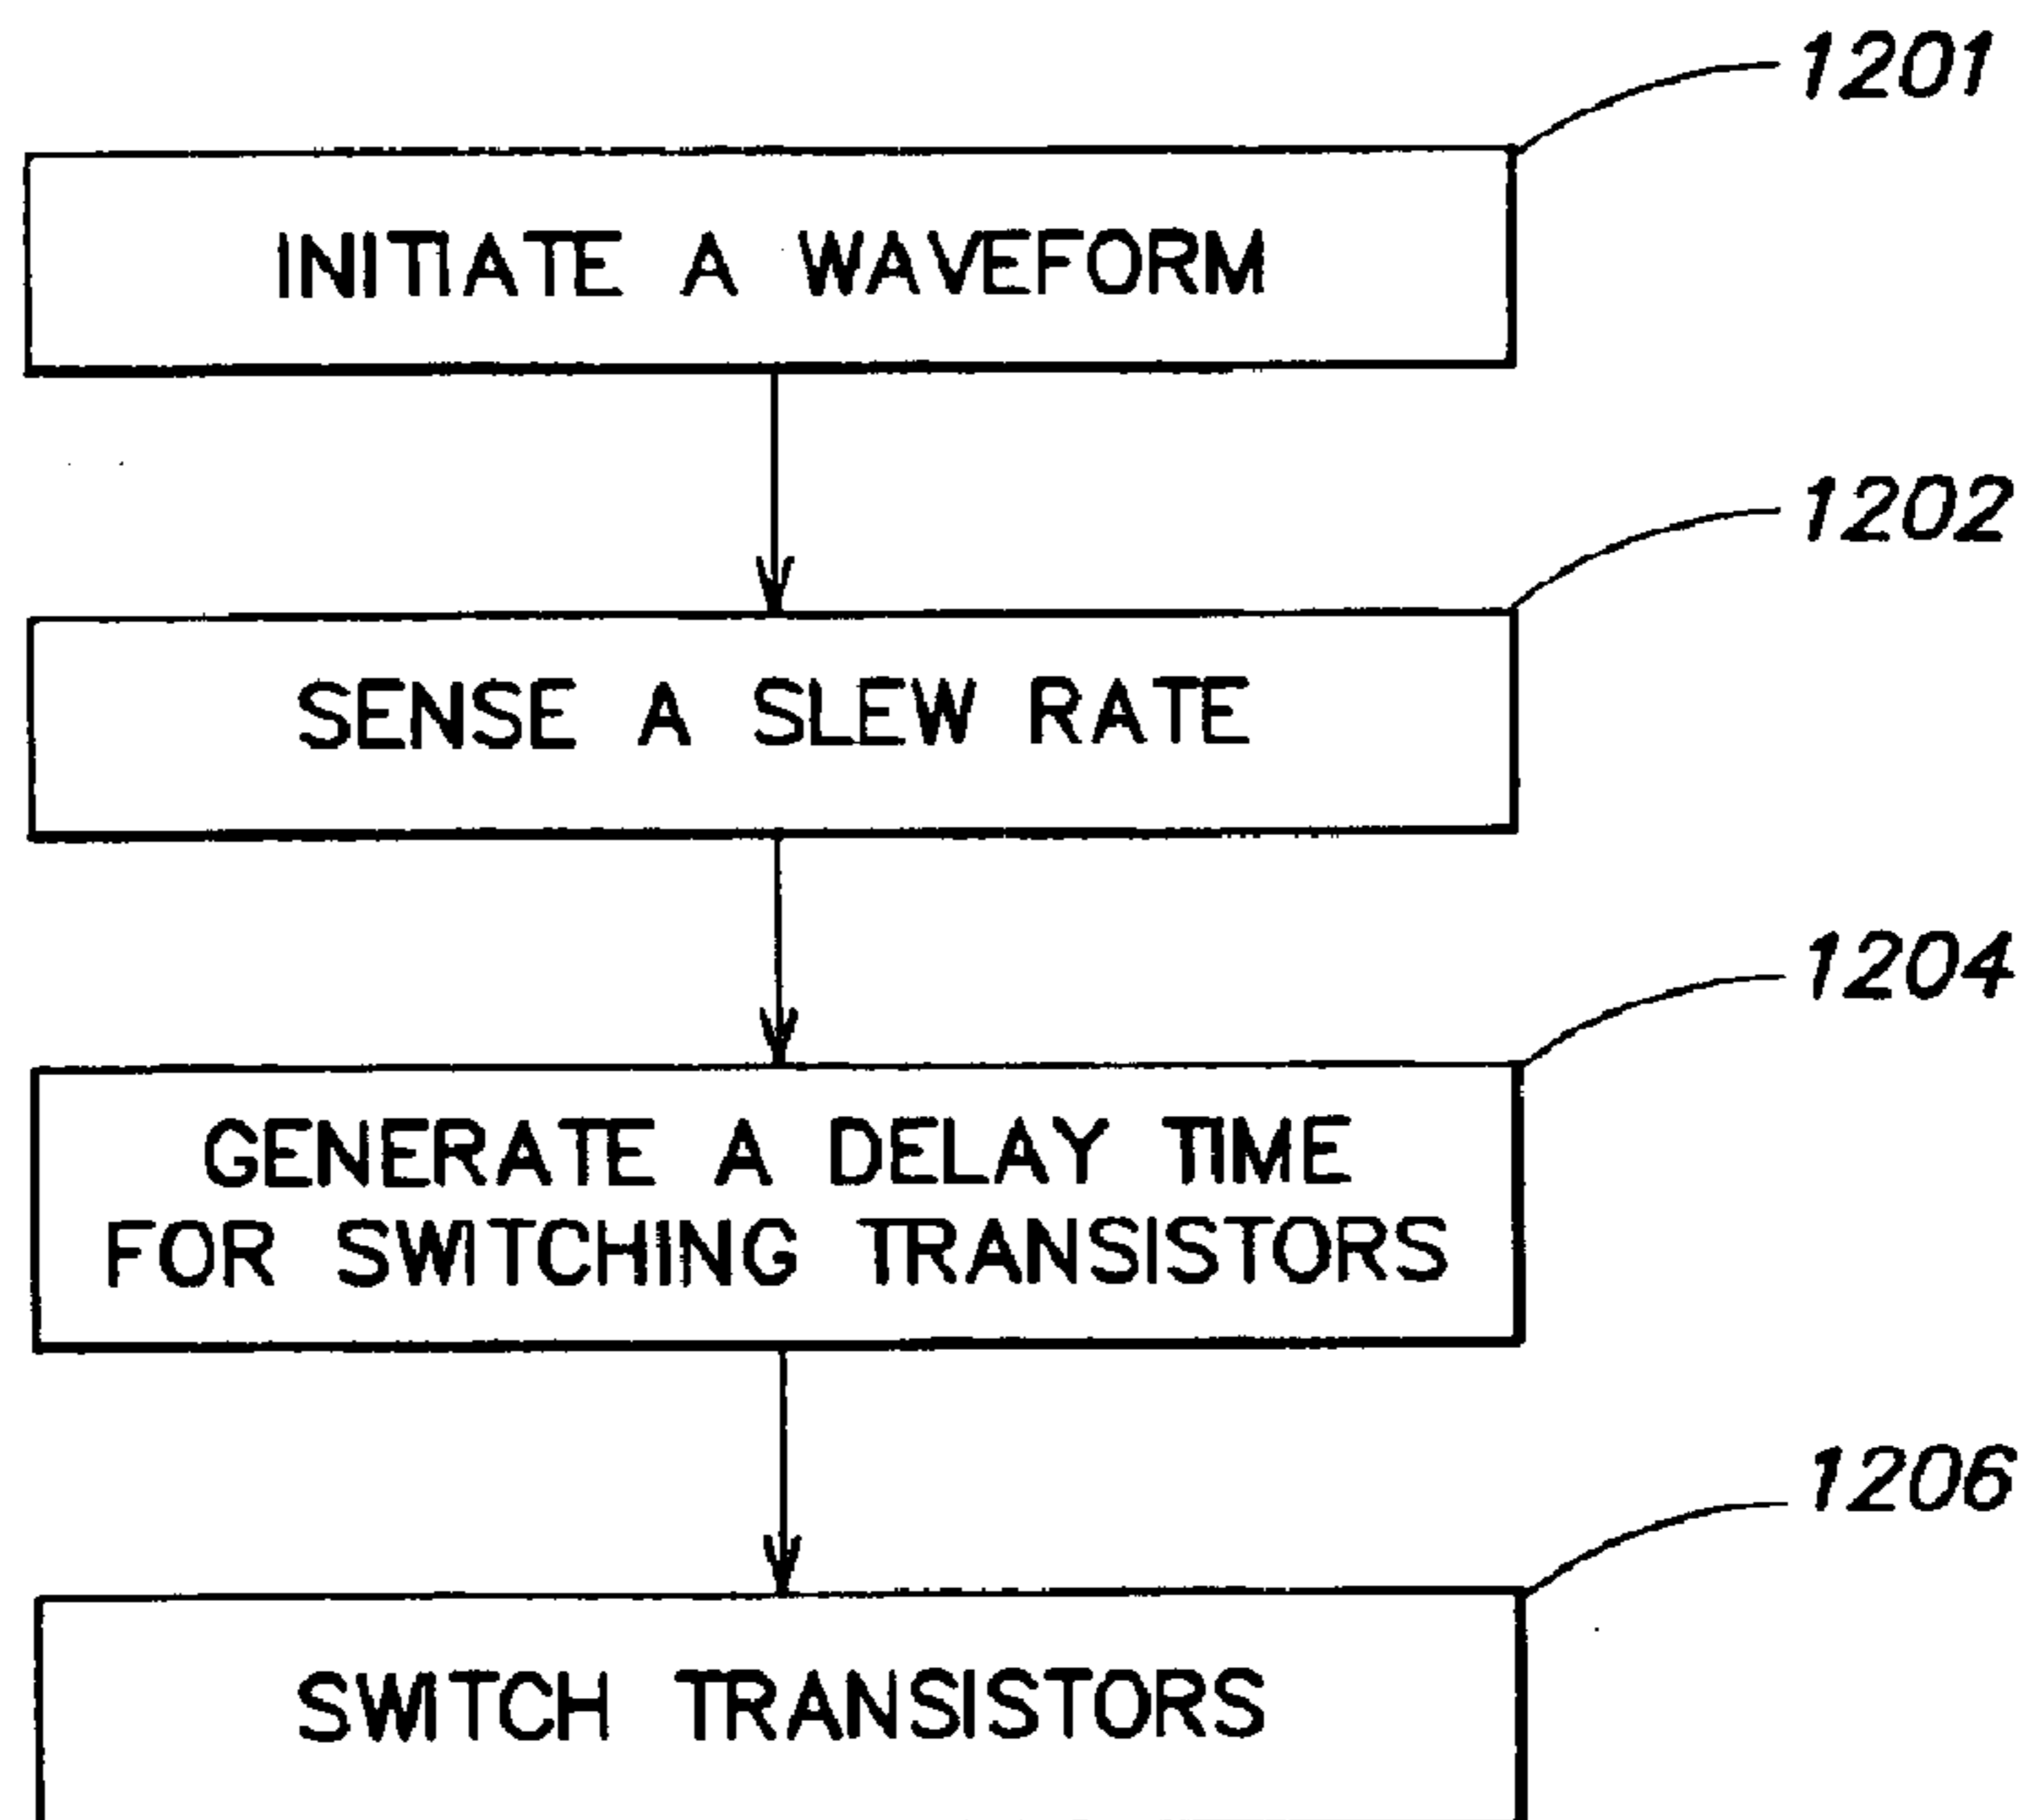 1201
INITIATE A WAVEFORM
1202
SENSE A SLEW RATE
1204
GENERATE A DELAY TIME
FOR SWITCHING TRANSISTORS
1206
SWITCH TRANSISTORS